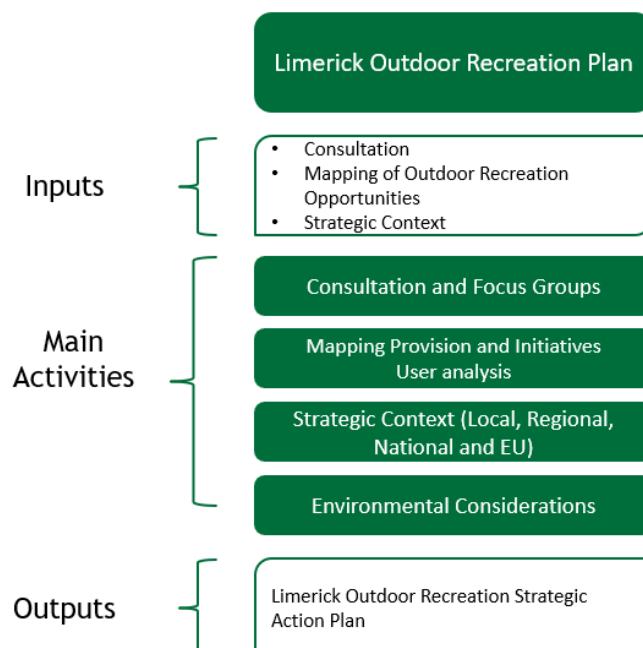 Limerick Outdoor Recreation Plan
Inputs
• Consultation
• Mapping of Outdoor Recreation
Opportunities
• Strategic Context
Main
Activities
Consultation and Focus Groups
Mapping Provision and Initiatives
User analysis
Strategic Context (Local, Regional,
National and EU)
Environmental Considerations
Outputs
Limerick Outdoor Recreation Strategic
Action Plan